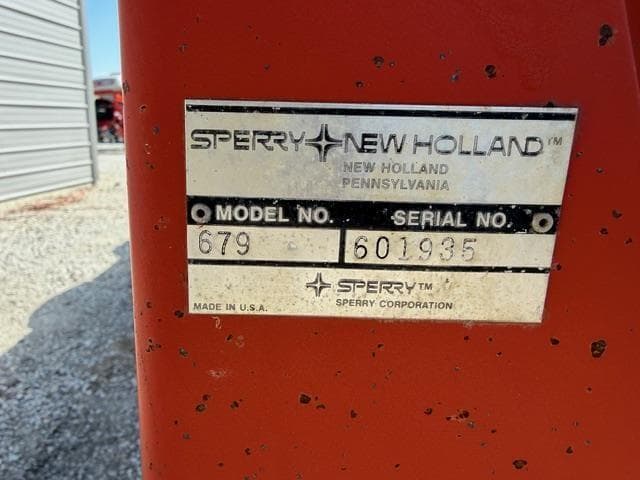 SPERRY NEW HOLLAND™
NEW HOLLAND
PENNSYLVANIA
MODEL NO. SERIAL NO.
679 601935
SPERRY™
MADE IN U.S.A. SPERRY CORPORATION